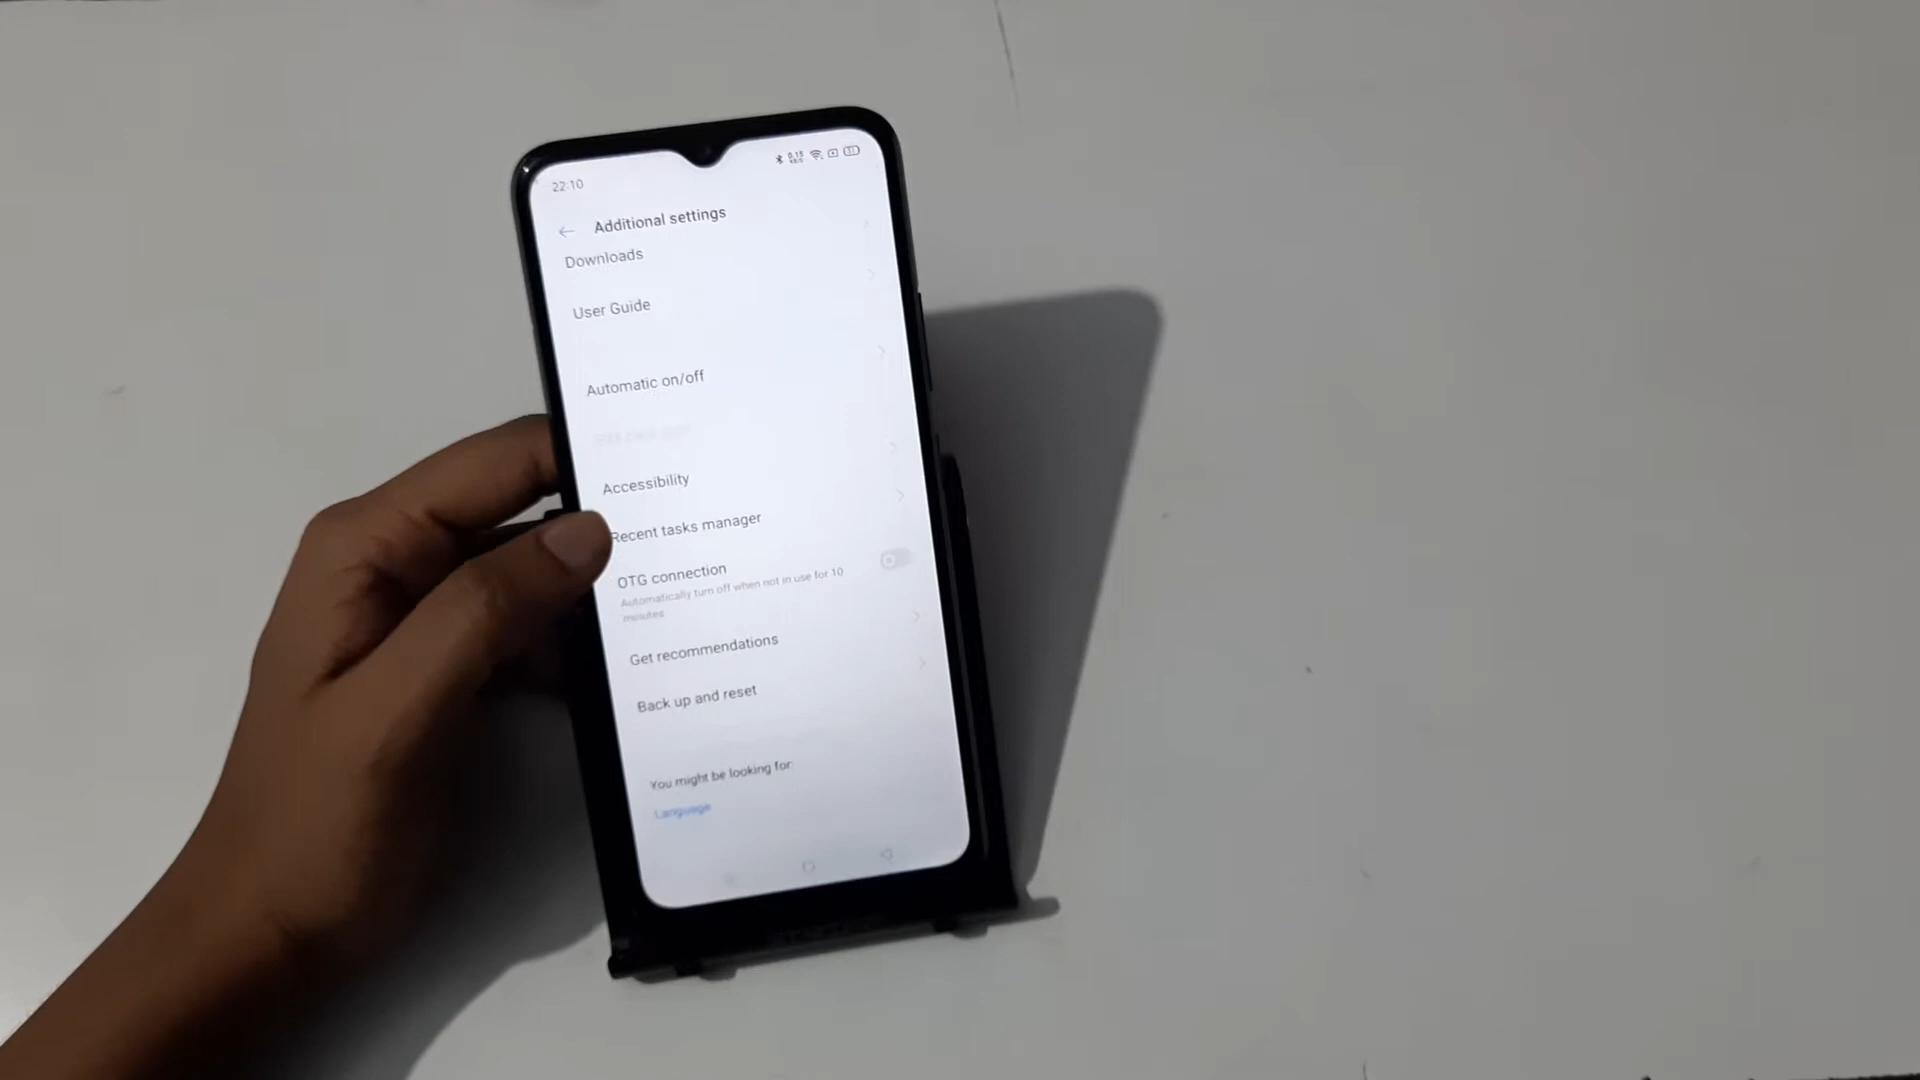 22:10
Additional settings
Downloads
User Guide
Automatic on/off
Accessibility
Recent tasks manager
OTG connection
Automatically turn off when not in use for 10
minutes
Get recommendations
Back up and reset
You might be looking for:
Language